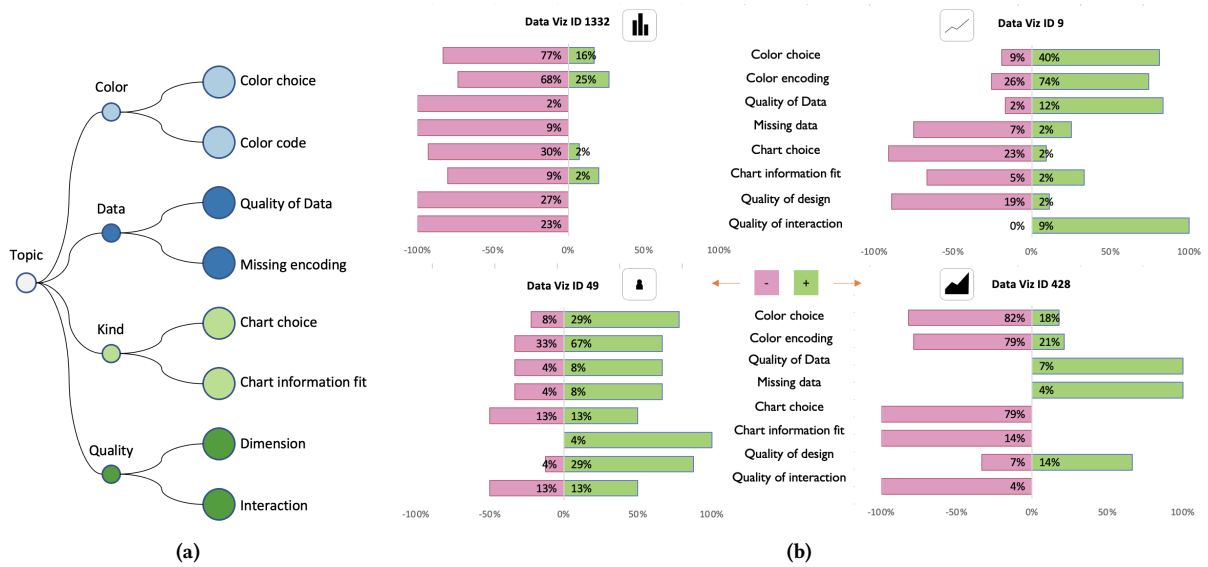 Topic
Color
Data
Kind
Quality
Color choice
Color code
Quality of Data
Missing encoding
Chart choice
Chart information fit
Dimension
Interaction
(a)
Data Viz ID 1332
77% 16%
68% 25%
2%
9%
30% 2%
9% 2%
27%
23%
-100% -50% 0% 50% 100%
Color choice
Color encoding
Quality of Data
Missing data
Chart choice
Chart information fit
Quality of design
Quality of interaction
Data Viz ID 9
9% 40%
26% 74%
2% 12%
7% 2%
23% 2%
5% 2%
19% 2%
0% 9%
-100% -50% 0% 50% 100%
- +
Data Viz ID 49
8% 29%
33% 67%
4% 8%
4% 8%
13% 13%
4%
4% 29%
13% 13%
-100% -50% 0% 50% 100%
Color choice
Color encoding
Quality of Data
Missing data
Chart choice
Chart information fit
Quality of design
Quality of interaction
Data Viz ID 428
82% 18%
79% 21%
7%
4%
79%
14%
7% 14%
4%
-100% -50% 0% 50% 100%
(b)